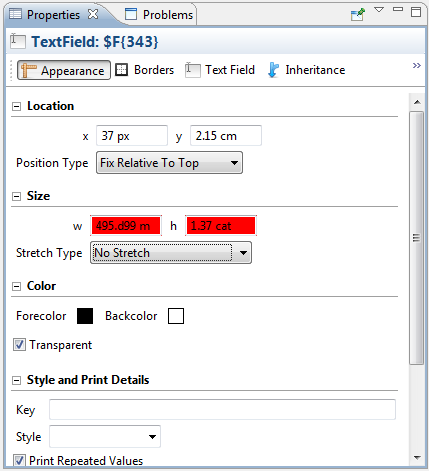 Properties Problems
TextField: $F{343}
Appearance Borders Text Field Inheritance »
Location
x 37 px y 2.15 cm
Position Type Fix Relative To Top
Size
w 495.d99 m h 1.37 cat
Stretch Type No Stretch
Color
Forecolor Backcolor
Transparent
Style and Print Details
Key
Style
Print Repeated Values